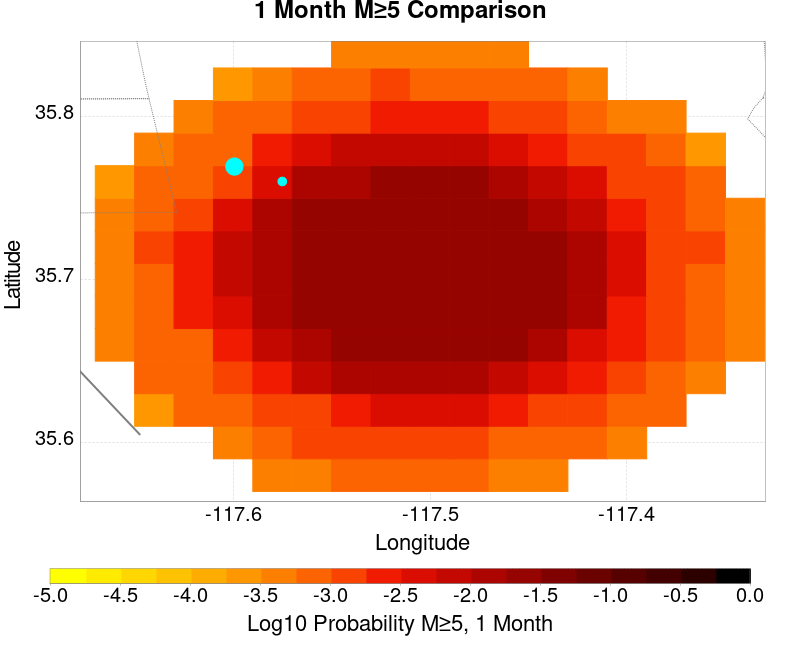 1 Month M≥5 Comparison
35.8
35.7
35.6
Latitude
-117.6 -117.5 -117.4
Longitude
-5.0 -4.5 -4.0 -3.5 -3.0 -2.5 -2.0 -1.5 -1.0 -0.5 0.0
Log10 Probability M≥5, 1 Month